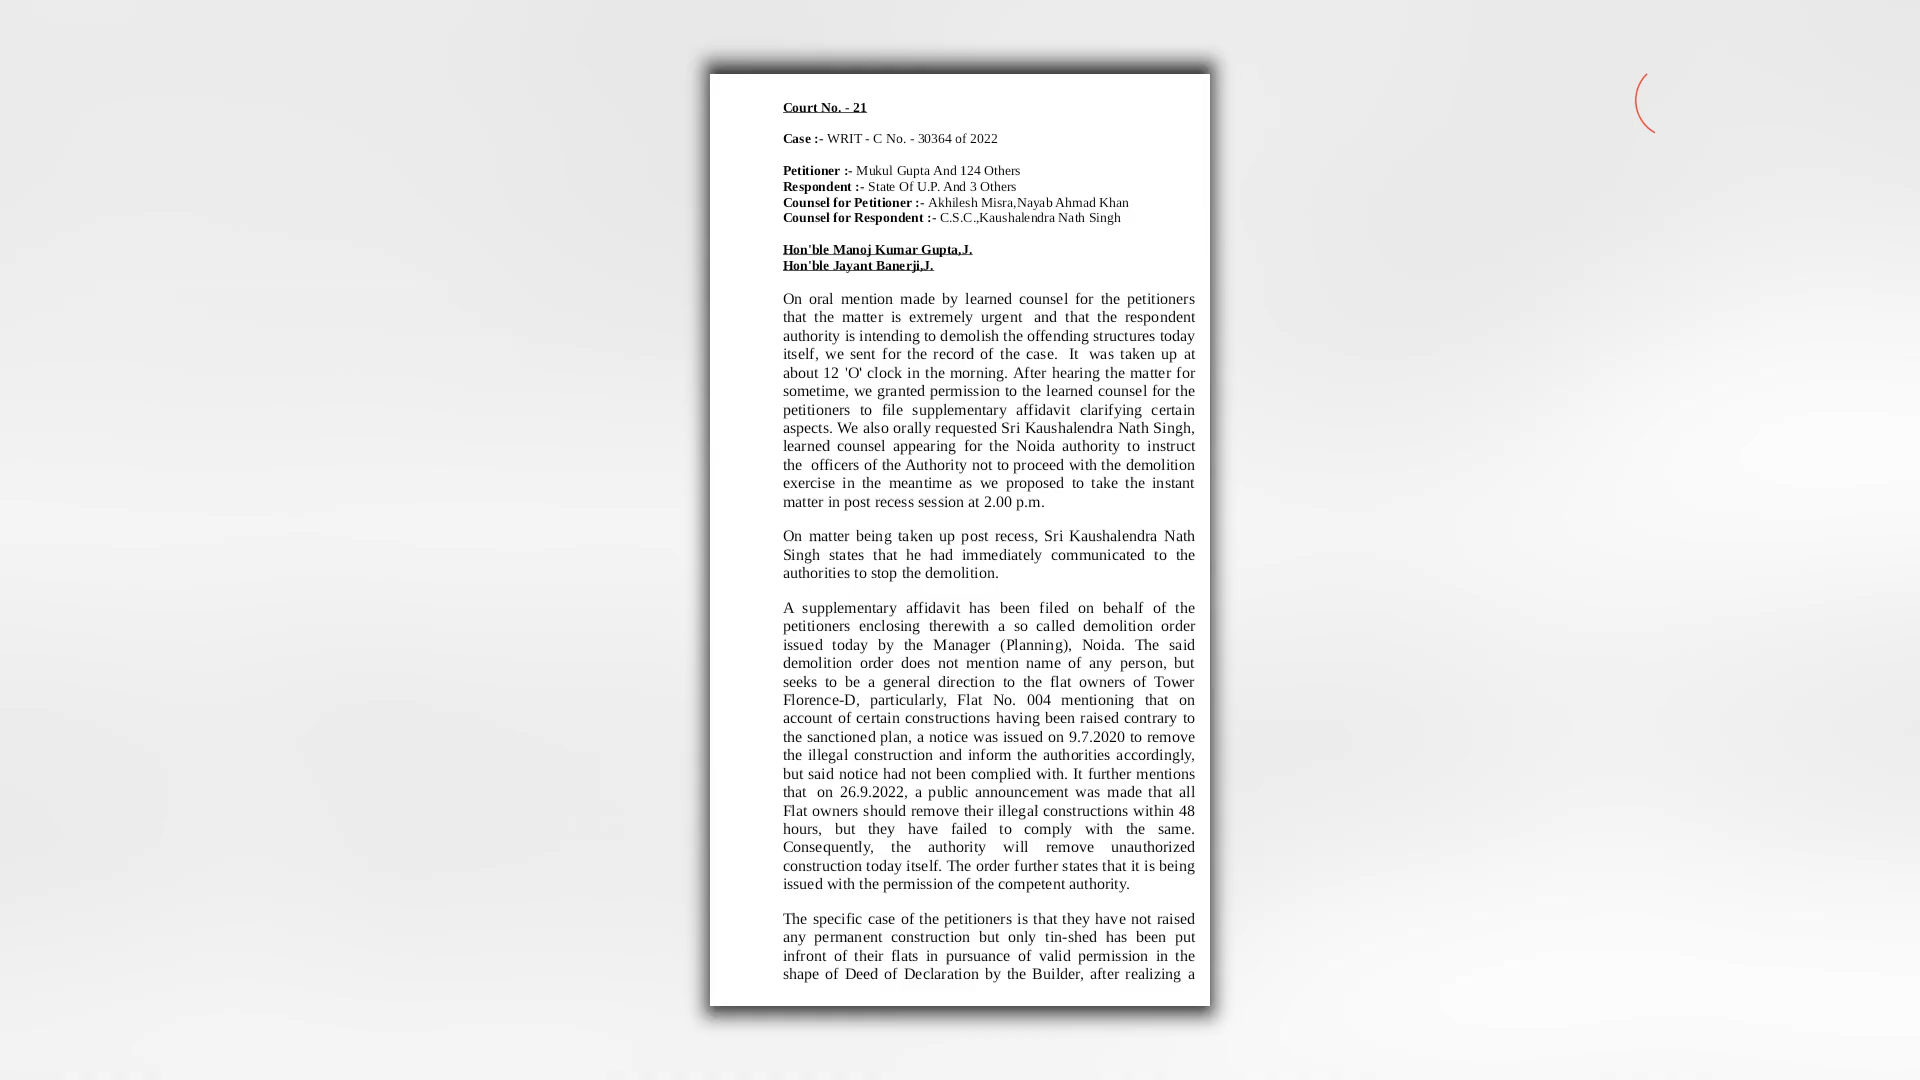 Court No. - 21
Case :- WRIT - C No. - 30364 of 2022
Petitioner :- Mukul Gupta And 124 Others
Respondent :- State Of U.P. And 3 Others
Counsel for Petitioner :- Akhilesh Misra,Nayab Ahmad Khan
Counsel for Respondent :- C.S.C.,Kaushalendra Nath Singh
Hon'ble Manoj Kumar Gupta,J.
Hon'ble Jayant Banerji,J.
On oral mention made by learned counsel for the petitioners
that the matter is extremely urgent and that the respondent
authority is intending to demolish the offending structures today
itself, we sent for the record of the case. It was taken up at
about 12 'O' clock in the morning. After hearing the matter for
sometime, we granted permission to the learned counsel for the
petitioners to file supplementary affidavit clarifying certain
aspects. We also orally requested Sri Kaushalendra Nath Singh,
learned counsel appearing for the Noida authority to instruct
the officers of the Authority not to proceed with the demolition
exercise in the meantime as we proposed to take the instant
matter in post recess session at 2.00 p.m.
On matter being taken up post recess, Sri Kaushalendra Nath
Singh states that he had immediately communicated to the
authorities to stop the demolition.
A supplementary affidavit has been filed on behalf of the
petitioners enclosing therewith a so called demolition order
issued today by the Manager (Planning), Noida. The said
demolition order does not mention name of any person, but
seeks to be a general direction to the flat owners of Tower
Florence-D, particularly, Flat No. 004 mentioning that on
account of certain constructions having been raised contrary to
the sanctioned plan, a notice was issued on 9.7.2020 to remove
the illegal construction and inform the authorities accordingly,
but said notice had not been complied with. It further mentions
that on 26.9.2022, a public announcement was made that all
Flat owners should remove their illegal constructions within 48
hours, but they have failed to comply with the same.
Consequently, the authority will remove unauthorized
construction today itself. The order further states that it is being
issued with the permission of the competent authority.
The specific case of the petitioners is that they have not raised
any permanent construction but only tin-shed has been put
infront of their flats in pursuance of valid permission in the
shape of Deed of Declaration by the Builder, after realizing a